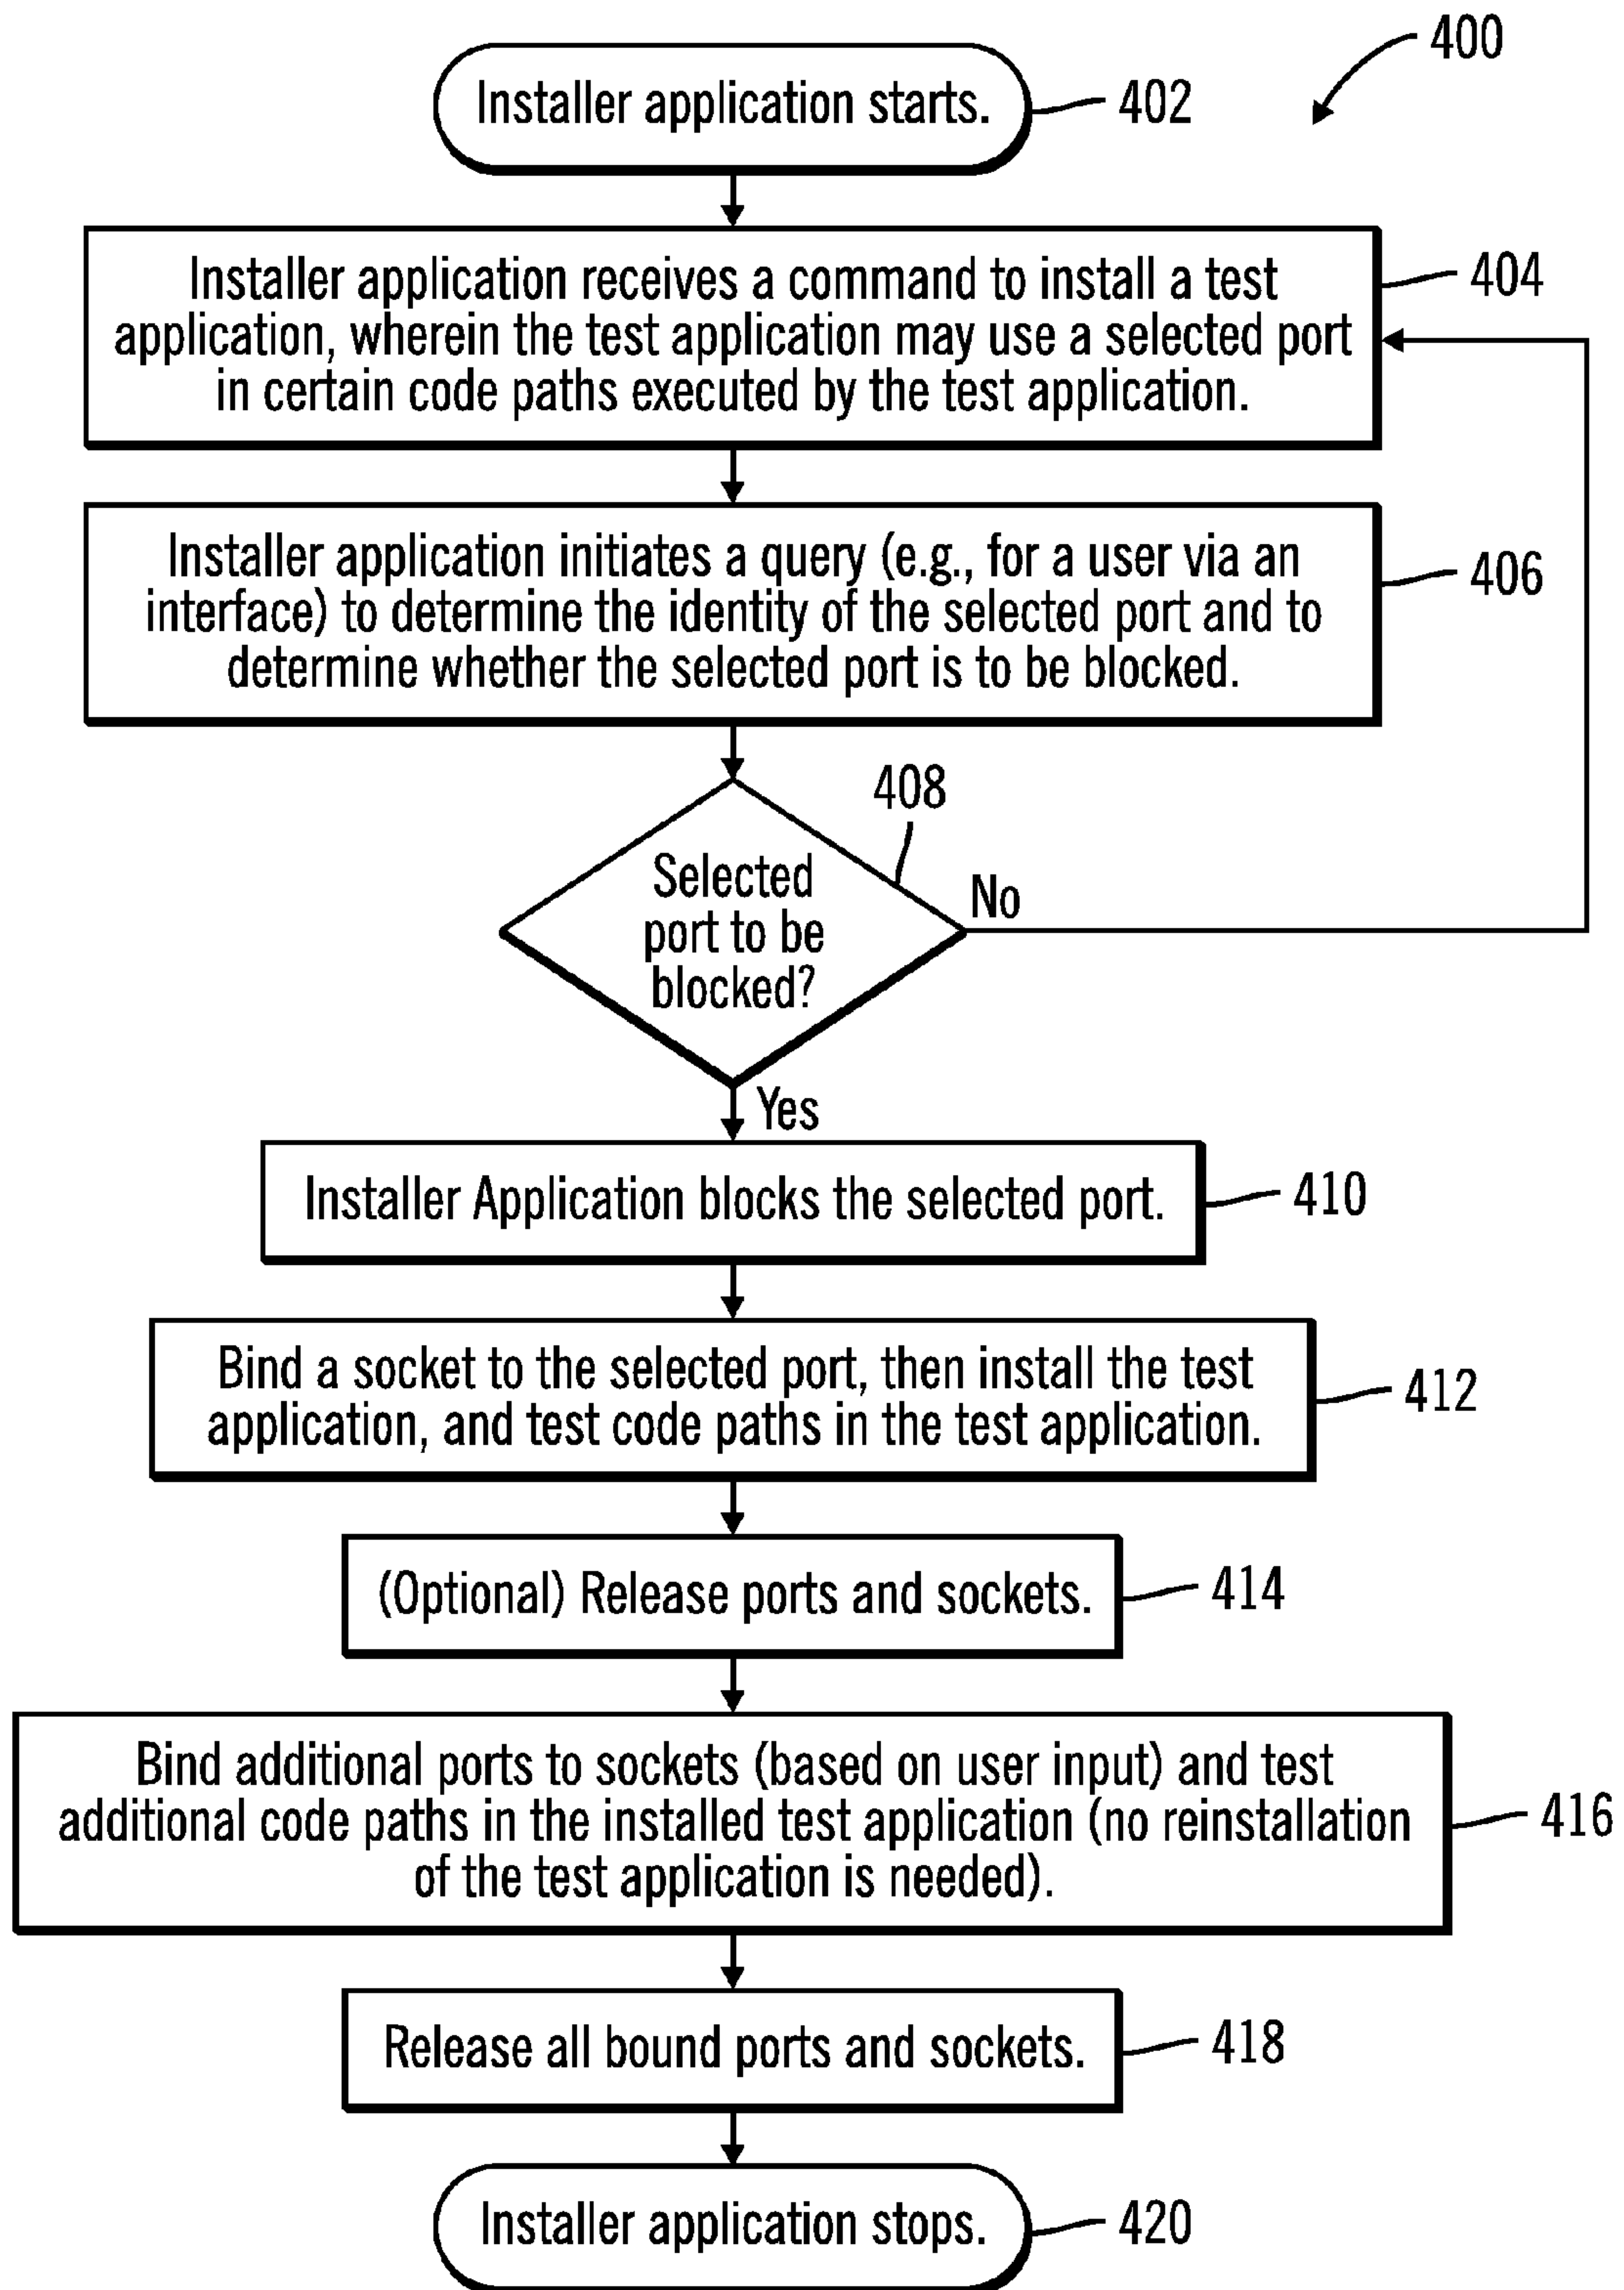 400
Installer application starts.
402
Installer application receives a command to install a test
application, wherein the test application may use a selected port
in certain code paths executed by the test application.
404
Installer application initiates a query (e.g., for a user via an
interface) to determine the identity of the selected port and to
determine whether the selected port is to be blocked.
406
408
Selected
port to be
blocked?
No
Yes
Installer Application blocks the selected port.
410
Bind a socket to the selected port, then install the test
application, and test code paths in the test application.
412
(Optional) Release ports and sockets.
414
Bind additional ports to sockets (based on user input) and test
additional code paths in the installed test application (no reinstallation
of the test application is needed).
416
Release all bound ports and sockets.
418
Installer application stops.
420